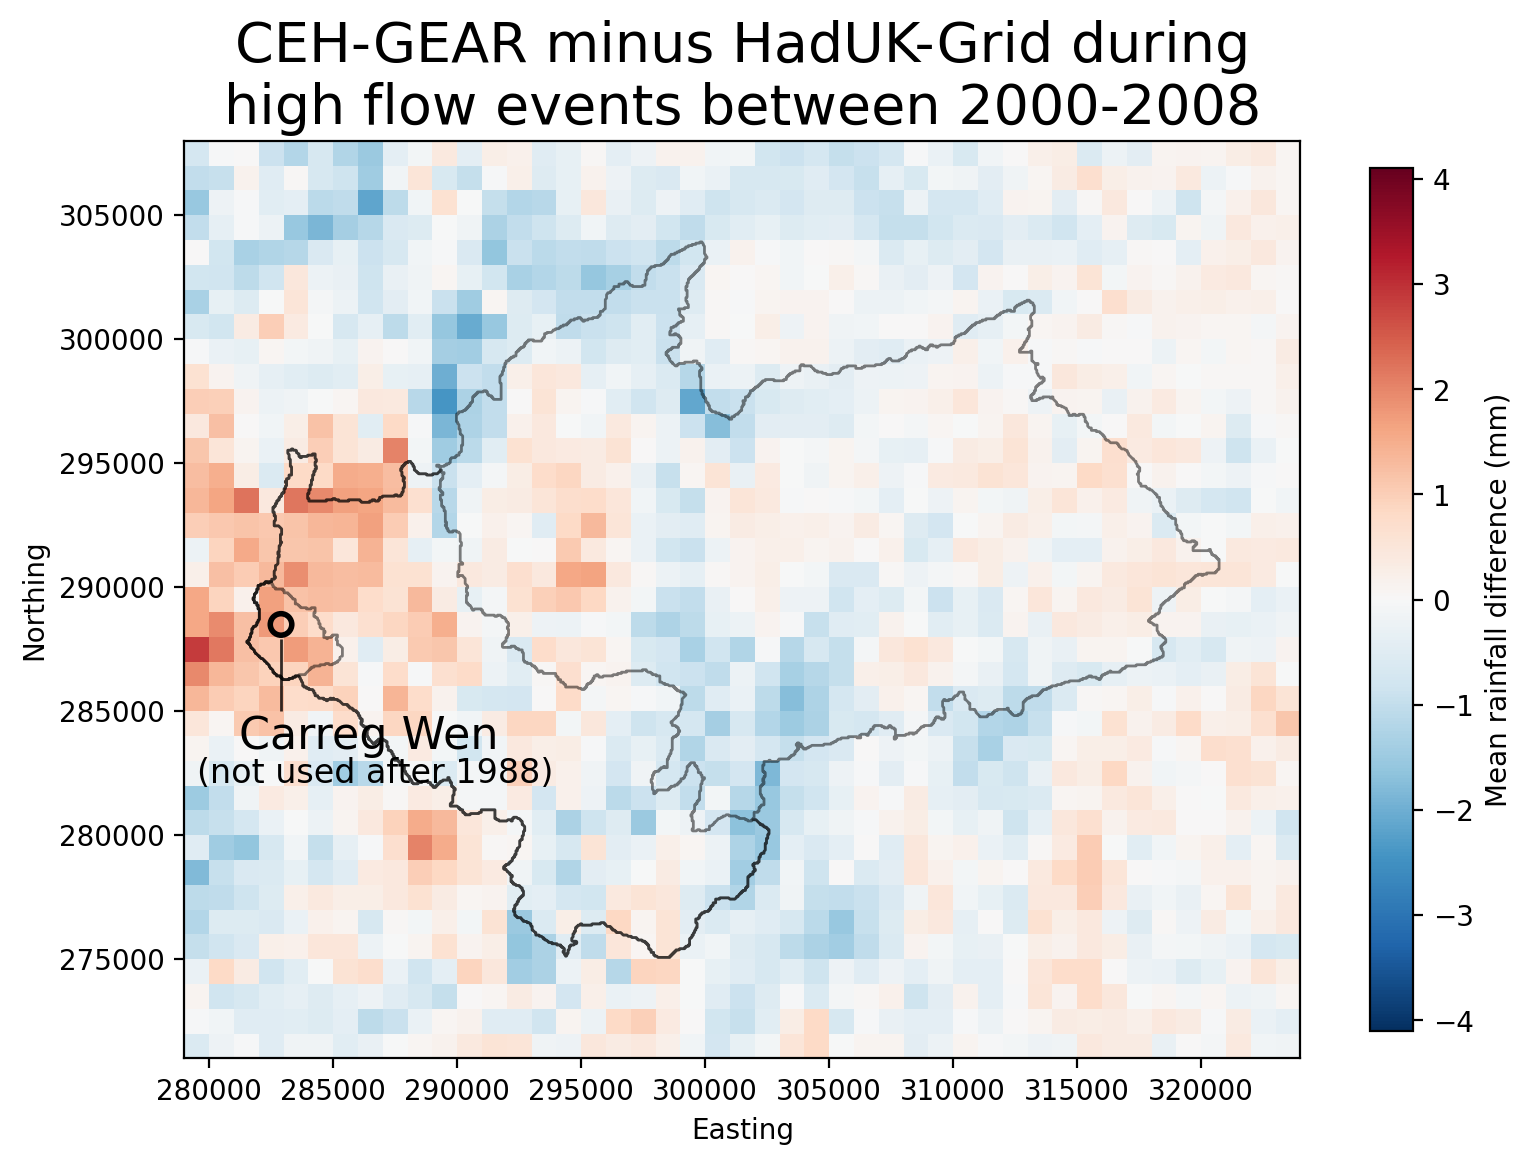 CEH-GEAR minus HadUK-Grid during
high flow events between 2000-2008
305000
300000
295000
290000
285000
280000
275000
Northing
Carreg Wen
(not used after 1988)
280000 285000 290000 295000 300000 305000 310000 315000 320000
Easting
4
3
2
1
0
−1
−2
−3
−4
Mean rainfall difference (mm)